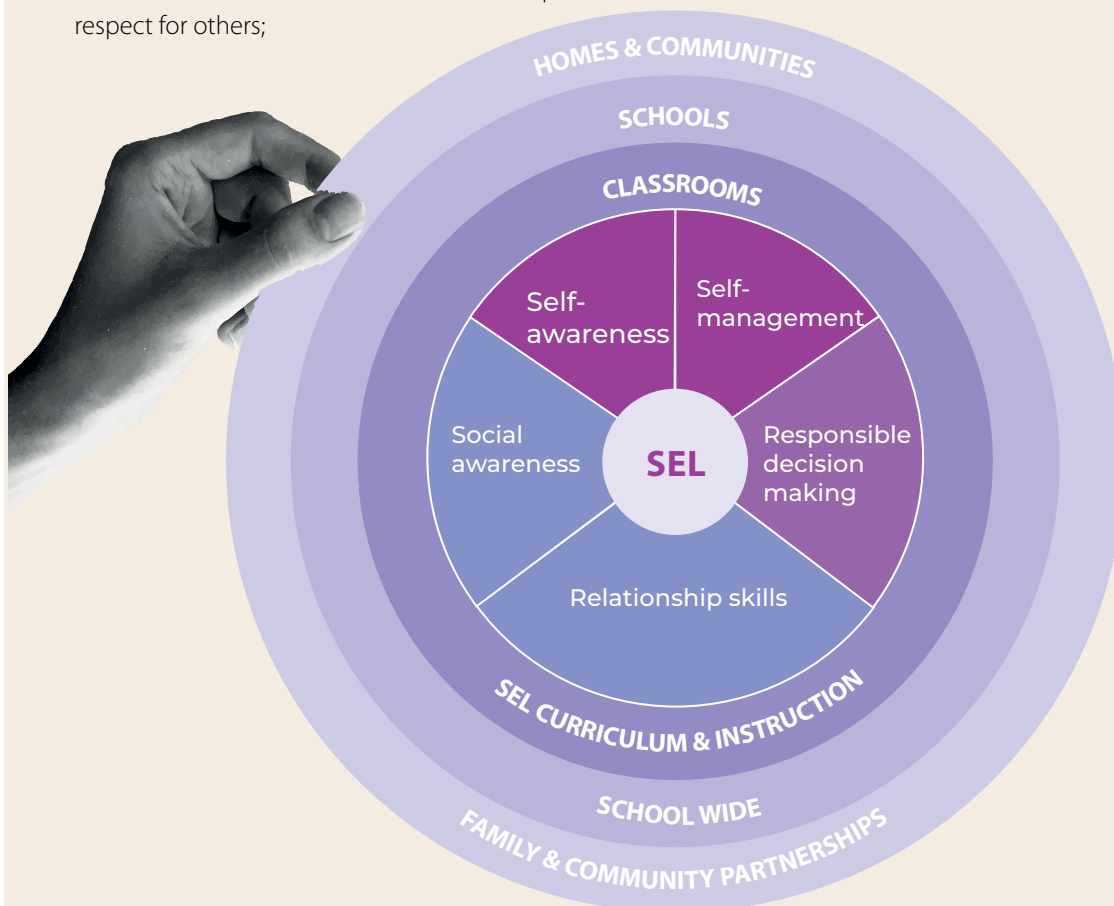 respect for others;
HOMES & COMMUNITIES
SCHOOLS
CLASSROOMS
Self-
awareness
Self-
management
Social
awareness
SEL
Responsible
decision
making
Relationship skills
SEL CURRICULUM & INSTRUCTION
SCHOOL WIDE
FAMILY & COMMUNITY PARTNERSHIPS